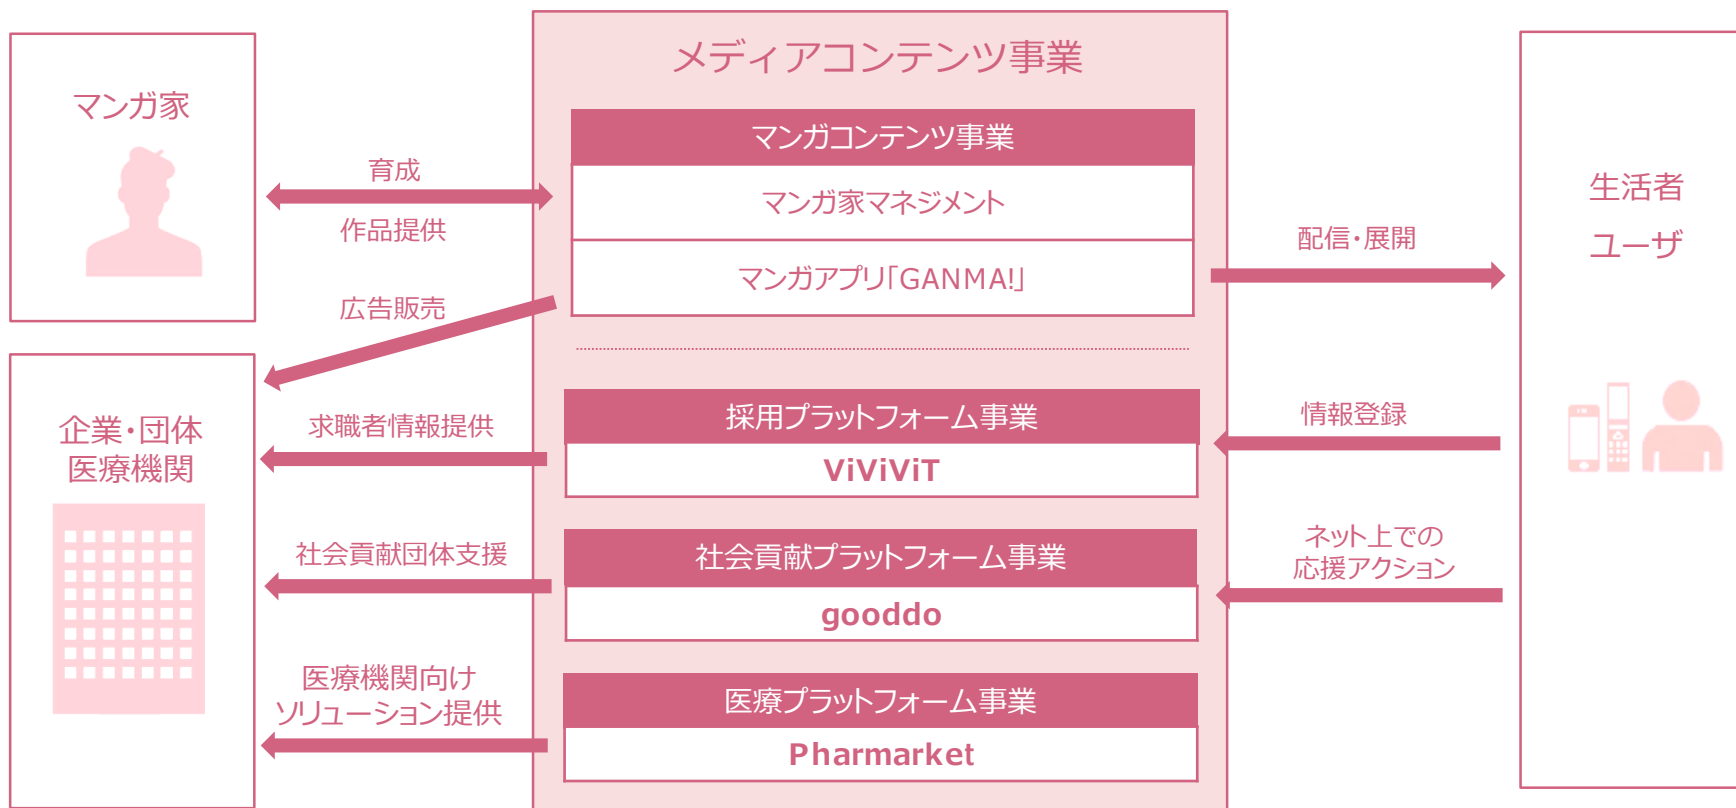 メディアコンテンツ事業
マンガ家
育成
作品提供
広告販売
マンガコンテンツ事業
マンガ家マネジメント
マンガアプリ「GANMA!」
配信・展開
生活者
ユーザ
企業・団体
医療機関
求職者情報提供
採用プラットフォーム事業
ViViViT
情報登録
社会貢献団体支援
社会貢献プラットフォーム事業
gooddo
ネット上での
応援アクション
医療機関向け
ソリューション提供
医療プラットフォーム事業
Pharmarket